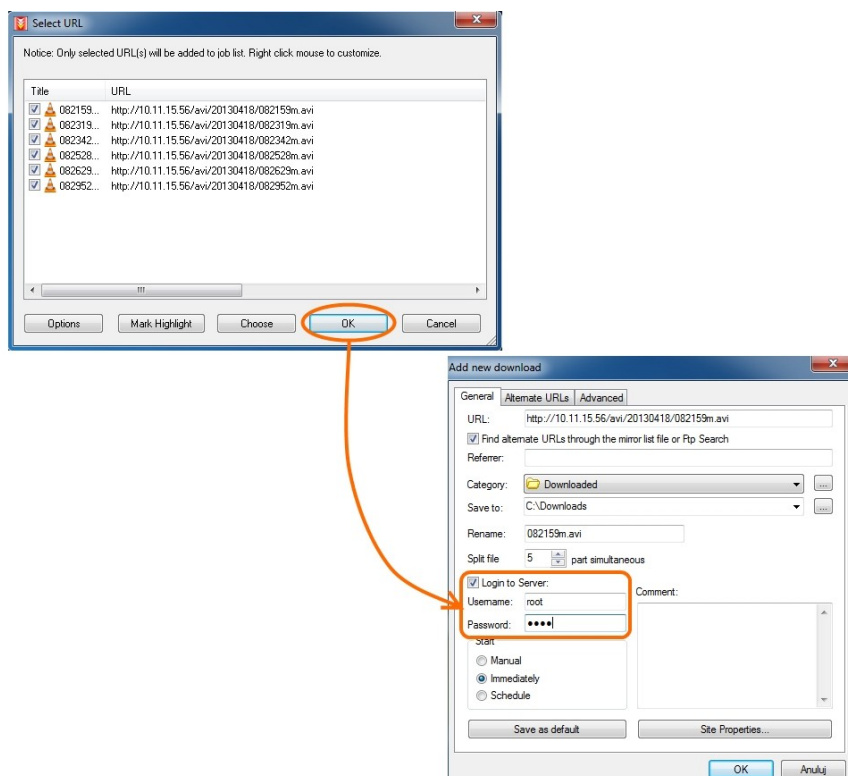 Select URL
Notice: Only selected URL(s) will be added to job list. Right click mouse to customize.
Title URL
082159... http://10.11.15.56/avi/20130418/082159m.avi
082319... http://10.11.15.56/avi/20130418/082319m.avi
082342... http://10.11.15.56/avi/20130418/082342m.avi
082528... http://10.11.15.56/avi/20130418/082528m.avi
082629... http://10.11.15.56/avi/20130418/082629m.avi
082952... http://10.11.15.56/avi/20130418/082952m.avi
Options Mark Highlight Choose OK Cancel
Add new download
General Alternate URLs Advanced
URL: http://10.11.15.56/avi/20130418/082159m.avi
Find alternate URLs through the mirror list file or Ftp Search
Referrer:
Category: Downloaded ...
Save to: C:\Downloads ...
Rename: 082159m.avi
Split file 5 part simultaneous
Login to Server:
Comment:
Username: root
Password: ••••
Start
Manual
Immediately
Schedule
Save as default Site Properties...
OK Anuluj